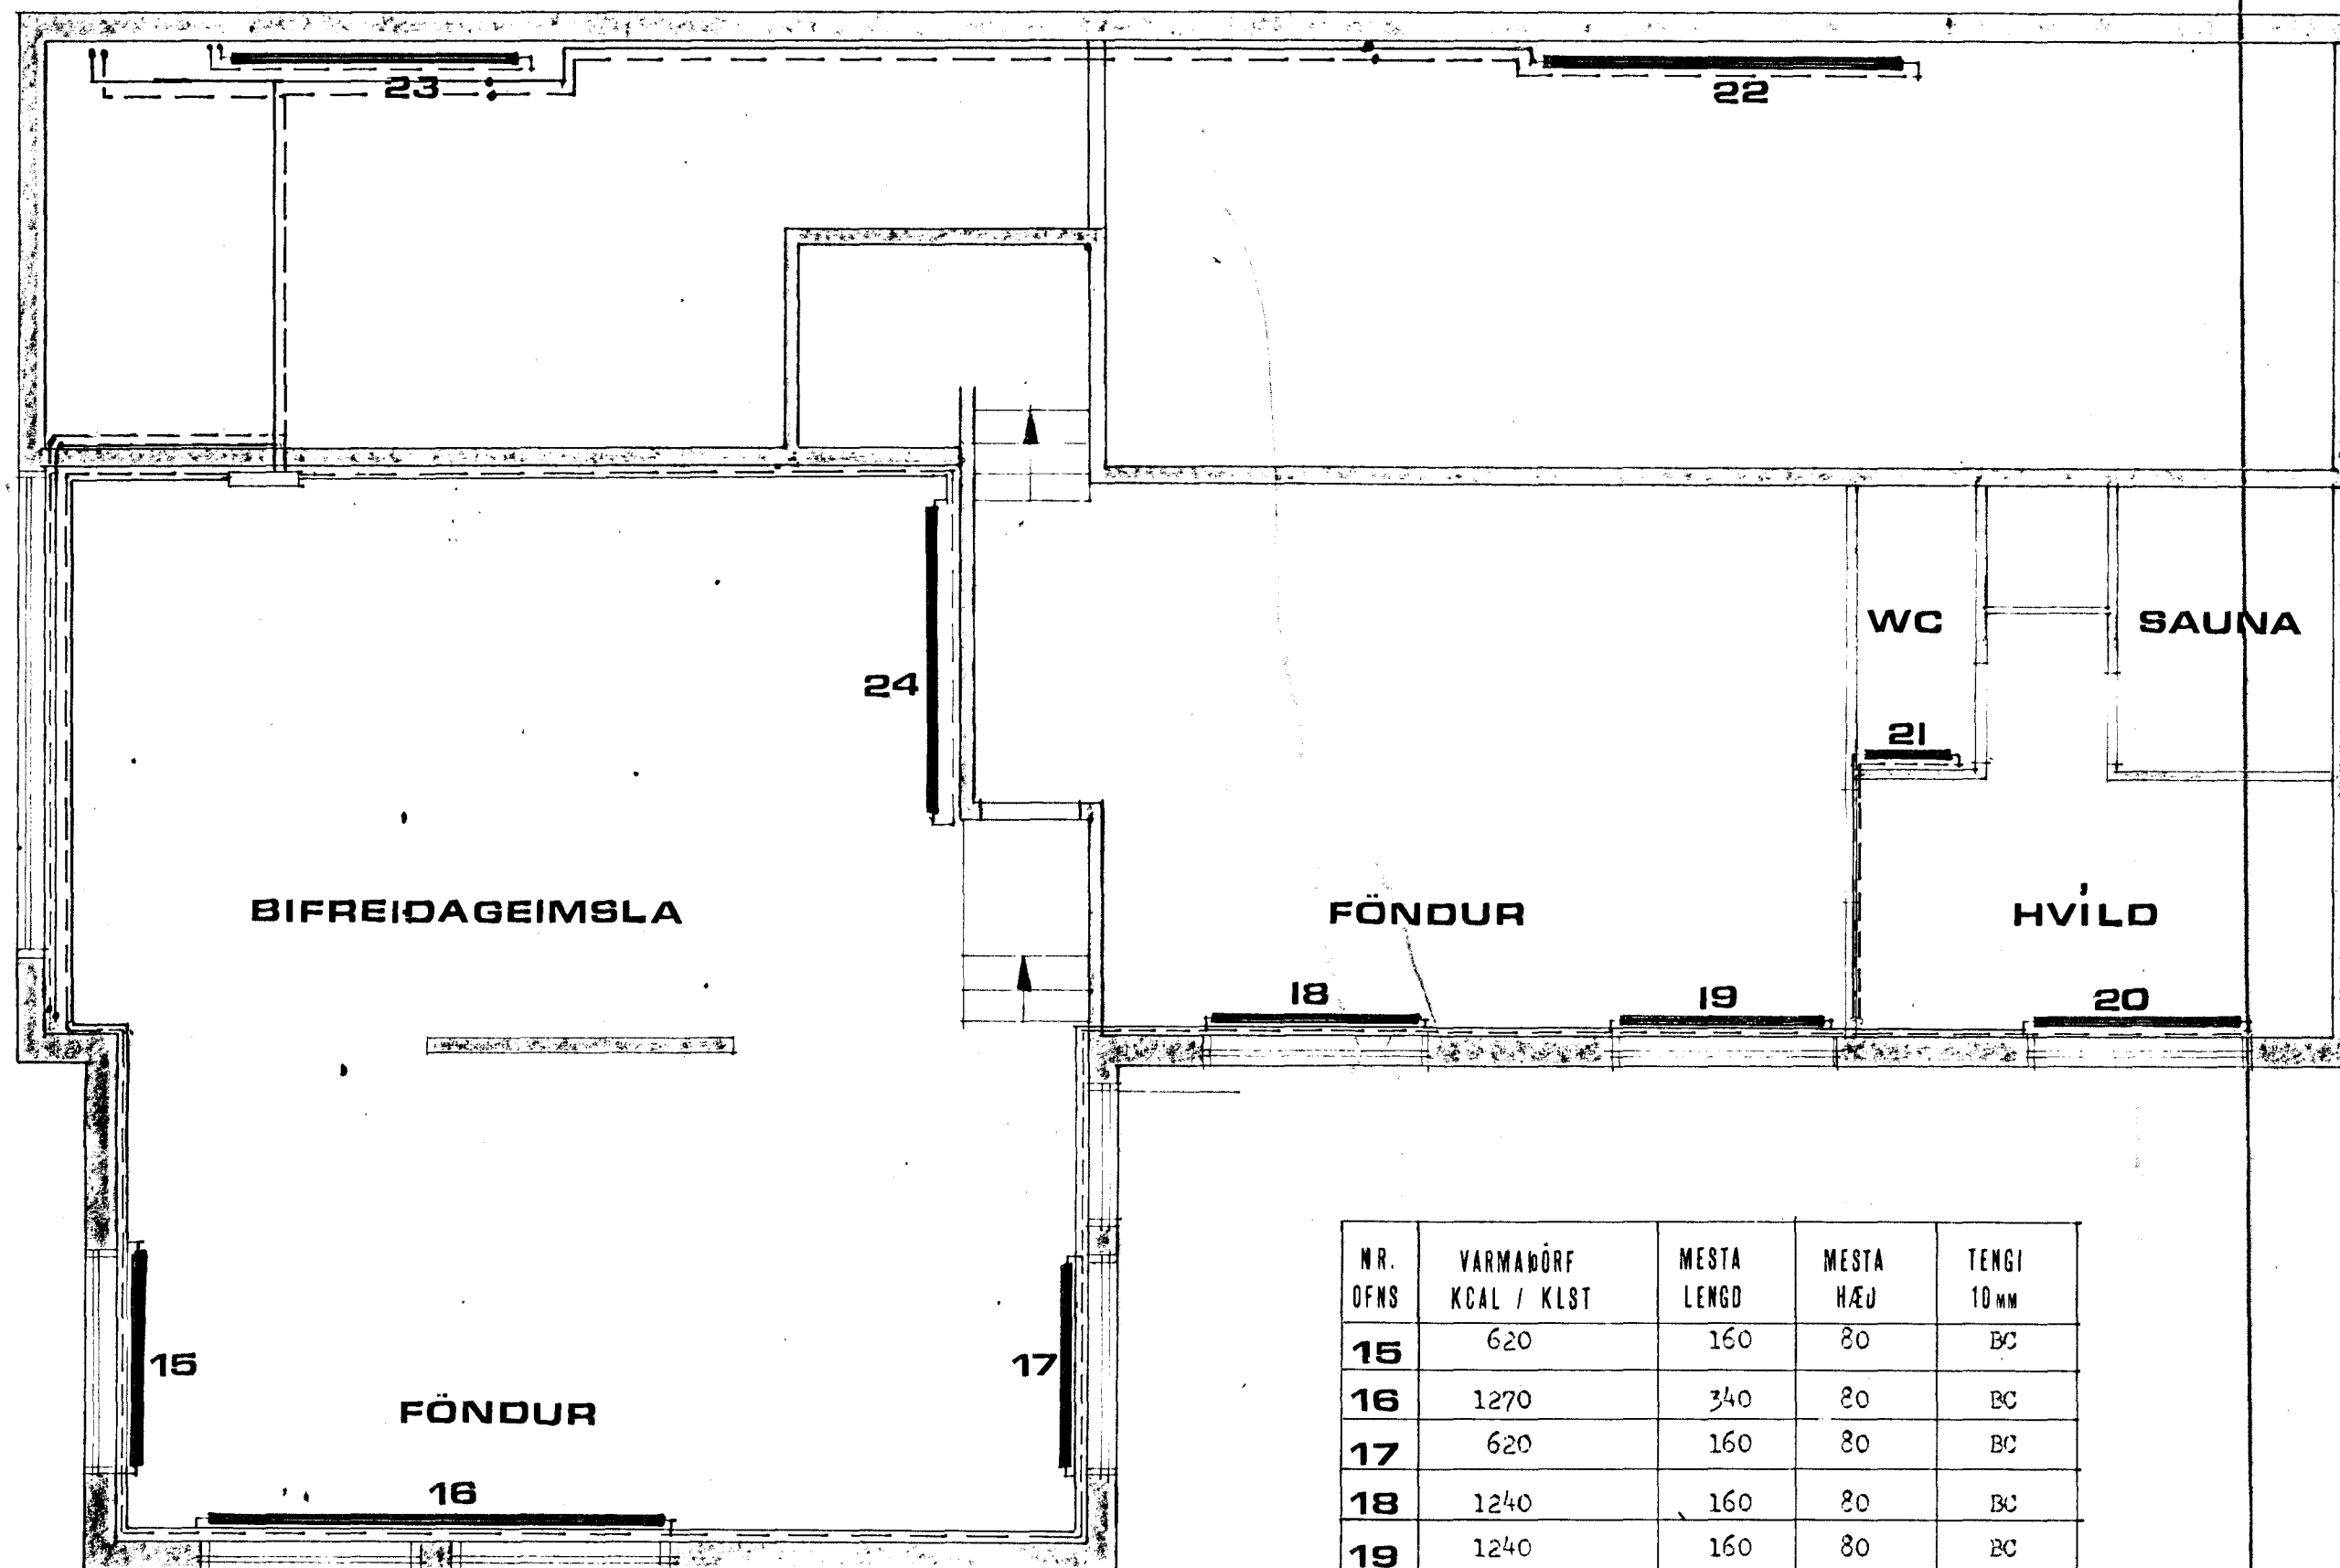 23
22
24
WC
SAUNA
21
BIFREIDAGEIMSLA
FÖNDUR
HVÍLD
18
19
20
15
17
FÖNDUR
16
NR. OFNS VARMAÞÖRF KCAL / KLST MESTA LENGD MESTA HÆÐ TENGI 10 MM
15 620 160 80 BC
16 1270 340 80 BC
17 620 160 80 BC
18 1240 160 80 BC
19 1240 160 80 BC